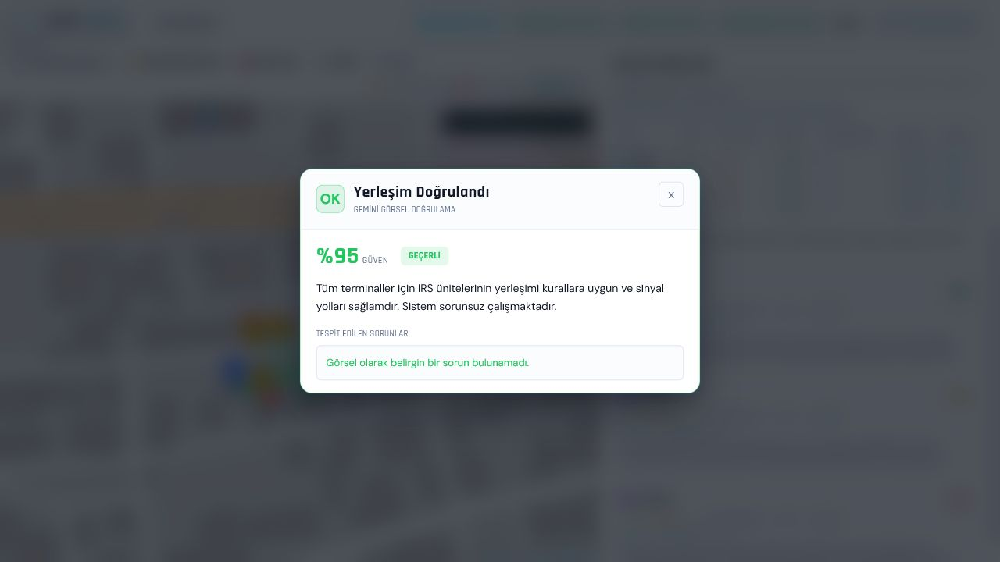 OK
Yerleşim Doğrulandı
GEMİNİ GÖRSEL DOĞRULAMA
X
%95 GÜVEN GEÇERLİ
Tüm terminaller için IRS ünitelerinin yerleşimi kurallara uygun ve sinyal
yolları sağlamdır. Sistem sorunsuz çalışmaktadır.
TESPİT EDİLEN SORUNLAR
Görsel olarak belirgin bir sorun bulunamadı.